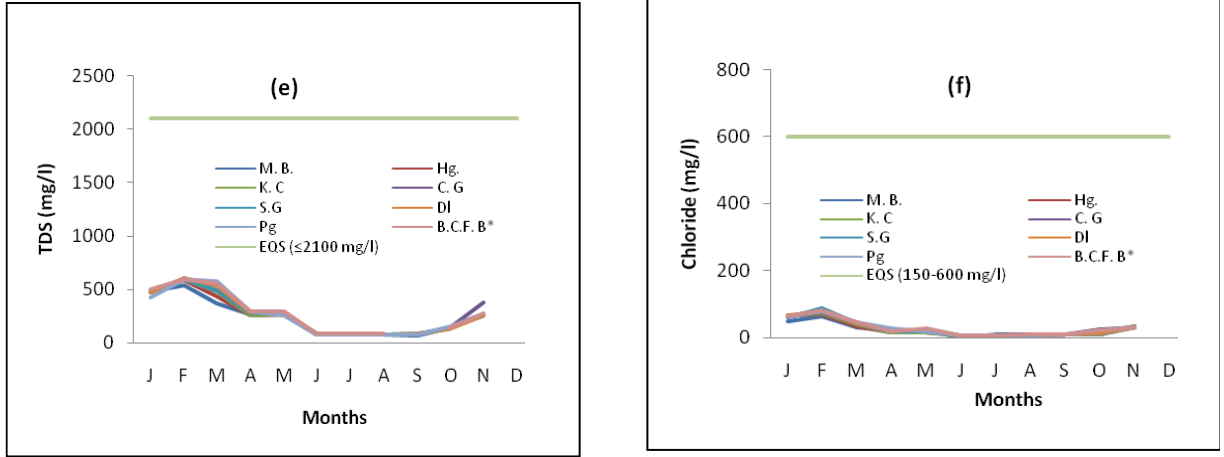 (e)
2500
2000
1500
1000
500
0
TDS (mg/l)
M. B. Hg.
K. C C. G
S.G Dl
Pg B.C.F. B*
EQS (≤2100 mg/l)
J F M A M J J A S O N D
Months
(f)
800
600
400
200
0
Chloride (mg/l)
M. B. Hg.
K. C C. G
S.G Dl
Pg B.C.F. B*
EQS (150-600 mg/l)
J F M A M J J A S O N D
Months